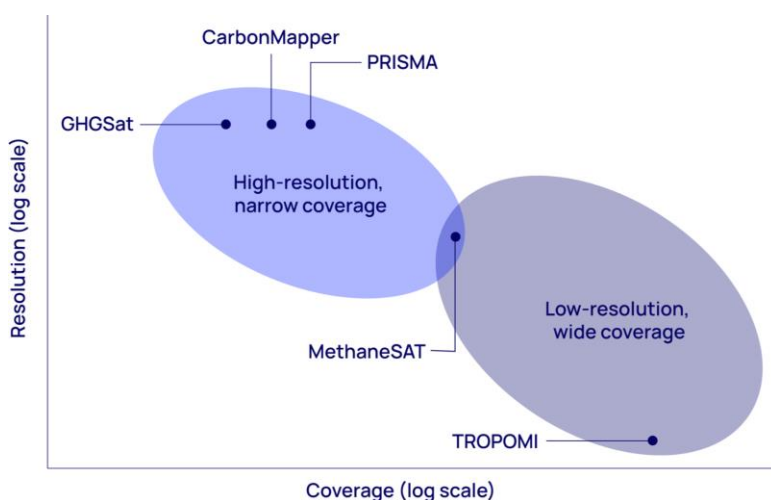 CarbonMapper
PRISMA
GHGSat
High-resolution,
narrow coverage
Low-resolution,
wide coverage
MethaneSAT
TROPOMI
Resolution (log scale)
Coverage (log scale)